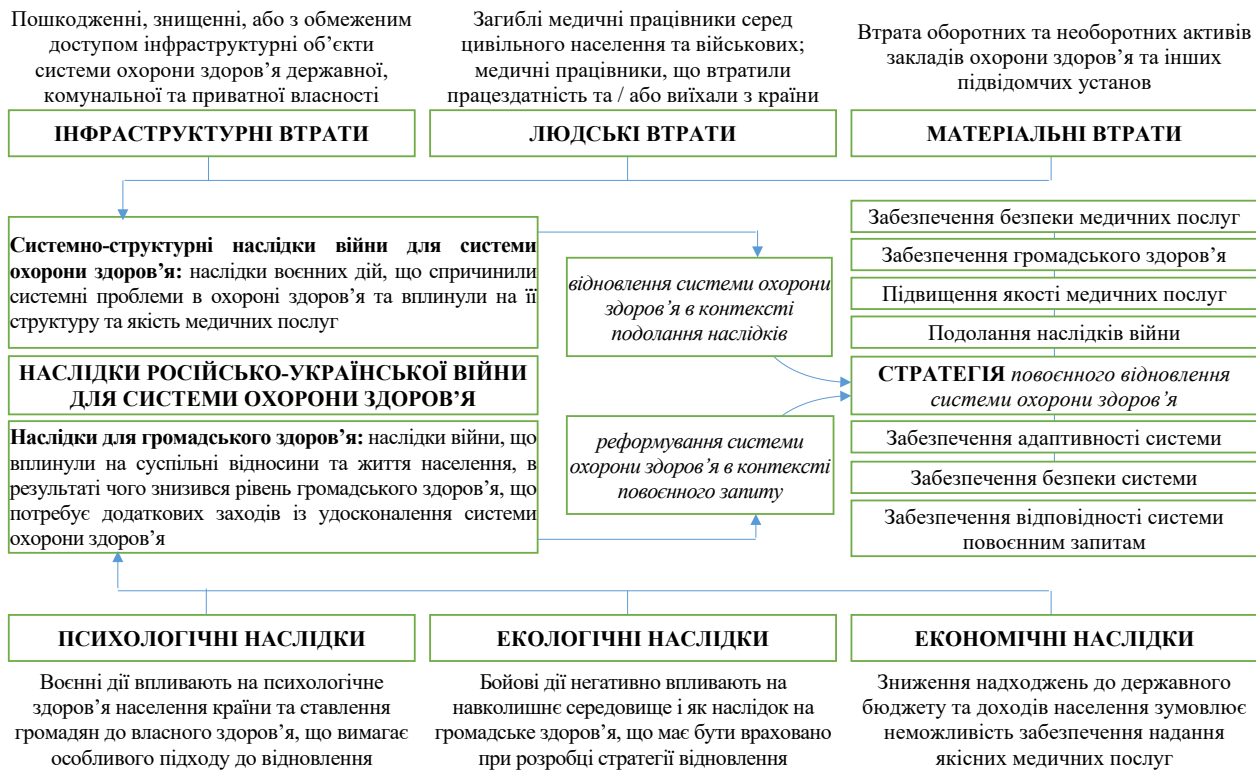 Пошкодженні, знищенні, або з обмеженим
доступом інфраструктурні об’єкти
системи охорони здоров’я державної,
комунальної та приватної власності
ІНФРАСТРУКТУРНІ ВТРАТИ
Загиблі медичні працівники серед
цивільного населення та військових;
медичні працівники, що втратили
працездатність та / або виїхали з країни
ЛЮДСЬКІ ВТРАТИ
Втрата оборотних та необоротних активів
закладів охорони здоров’я та інших
підвідомчих установ
МАТЕРІАЛЬНІ ВТРАТИ
Системно-структурні наслідки війни для системи
охорони здоров’я: наслідки воєнних дій, що спричинили
системні проблеми в охороні здоров’я та вплинули на її
структуру та якість медичних послуг
НАСЛІДКИ РОСІЙСЬКО-УКРАЇНСЬКОЇ ВІЙНИ
ДЛЯ СИСТЕМИ ОХОРОНИ ЗДОРОВ’Я
Наслідки для громадського здоров’я: наслідки війни, що
вплинули на суспільні відносини та життя населення, в
результаті чого знизився рівень громадського здоров’я, що
потребує додаткових заходів із удосконалення системи
охорони здоров’я
відновлення системи охорони
здоров’я в контексті
подолання наслідків
реформування системи
охорони здоров’я в контексті
повоєнного запиту
Забезпечення безпеки медичних послуг
Забезпечення громадського здоров’я
Підвищення якості медичних послуг
Подолання наслідків війни
СТРАТЕГІЯ повоєнного відновлення
системи охорони здоров’я
Забезпечення адаптивності системи
Забезпечення безпеки системи
Забезпечення відповідності системи
повоєнним запитам
ПСИХОЛОГІЧНІ НАСЛІДКИ
Воєнні дії впливають на психологічне
здоров’я населення країни та ставлення
громадян до власного здоров’я, що вимагає
особливого підходу до відновлення
ЕКОЛОГІЧНІ НАСЛІДКИ
Бойові дії негативно впливають на
навколишнє середовище і як наслідок на
громадське здоров’я, що має бути враховано
при розробці стратегії відновлення
ЕКОНОМІЧНІ НАСЛІДКИ
Зниження надходжень до державного
бюджету та доходів населення зумовлює
неможливість забезпечення надання
якісних медичних послуг